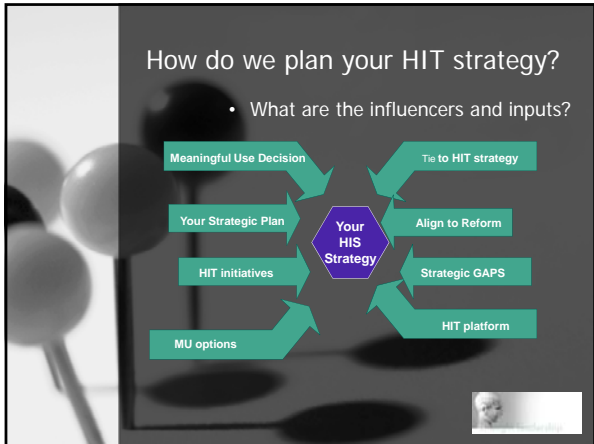 How do we plan your HIT strategy?
• What are the influencers and inputs?
Meaningful Use Decision
Tie to HIT strategy
Your Strategic Plan
Your
HIS
Strategy
Align to Reform
HIT initiatives
Strategic GAPS
MU options
HIT platform